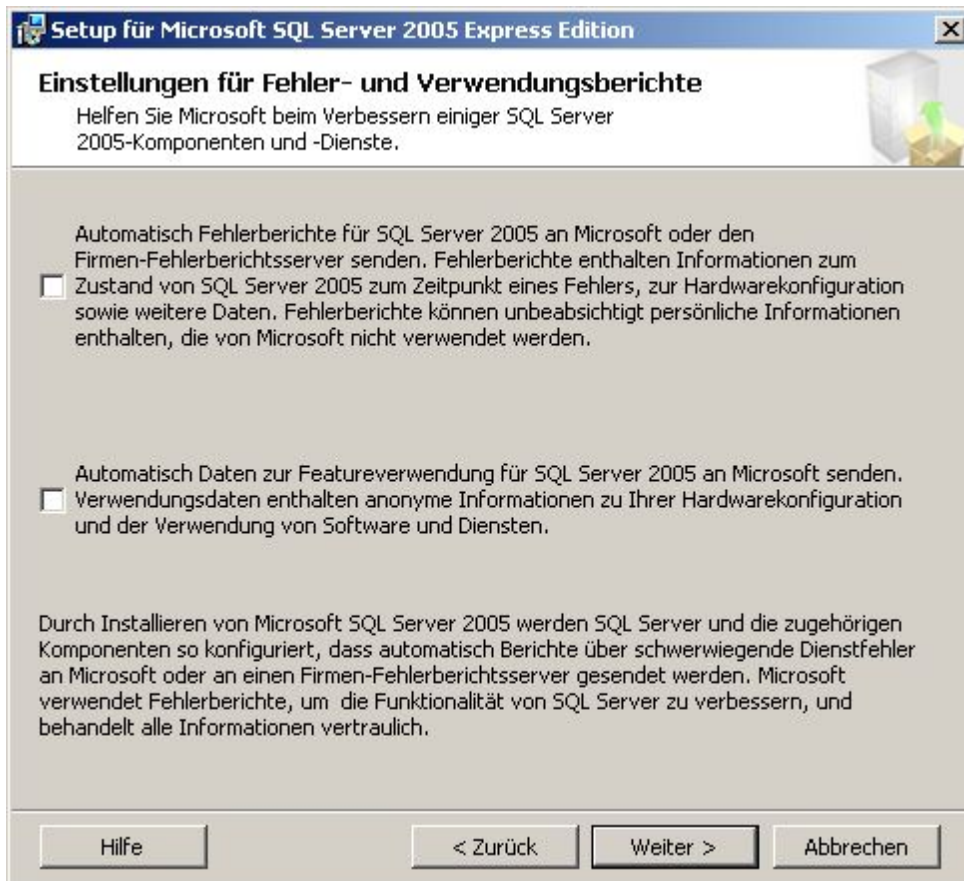 Setup für Microsoft SQL Server 2005 Express Edition
Einstellungen für Fehler- und Verwendungsberichte
Helfen Sie Microsoft beim Verbessern einiger SQL Server
2005-Komponenten und -Dienste.
Automatisch Fehlerberichte für SQL Server 2005 an Microsoft oder den
Firmen-Fehlerberichtsserver senden. Fehlerberichte enthalten Informationen zum
Zustand von SQL Server 2005 zum Zeitpunkt eines Fehlers, zur Hardwarekonfiguration
sowie weitere Daten. Fehlerberichte können unbeabsichtigt persönliche Informationen
enthalten, die von Microsoft nicht verwendet werden.
Automatisch Daten zur Featureverwendung für SQL Server 2005 an Microsoft senden.
Verwendungsdaten enthalten anonyme Informationen zu Ihrer Hardwarekonfiguration
und der Verwendung von Software und Diensten.
Durch Installieren von Microsoft SQL Server 2005 werden SQL Server und die zugehörigen
Komponenten so konfiguriert, dass automatisch Berichte über schwerwiegende Dienstfehler
an Microsoft oder an einen Firmen-Fehlerberichtsserver gesendet werden. Microsoft
verwendet Fehlerberichte, um  die Funktionalität von SQL Server zu verbessern, und
behandelt alle Informationen vertraulich.
Hilfe
< Zurück
Weiter >
Abbrechen